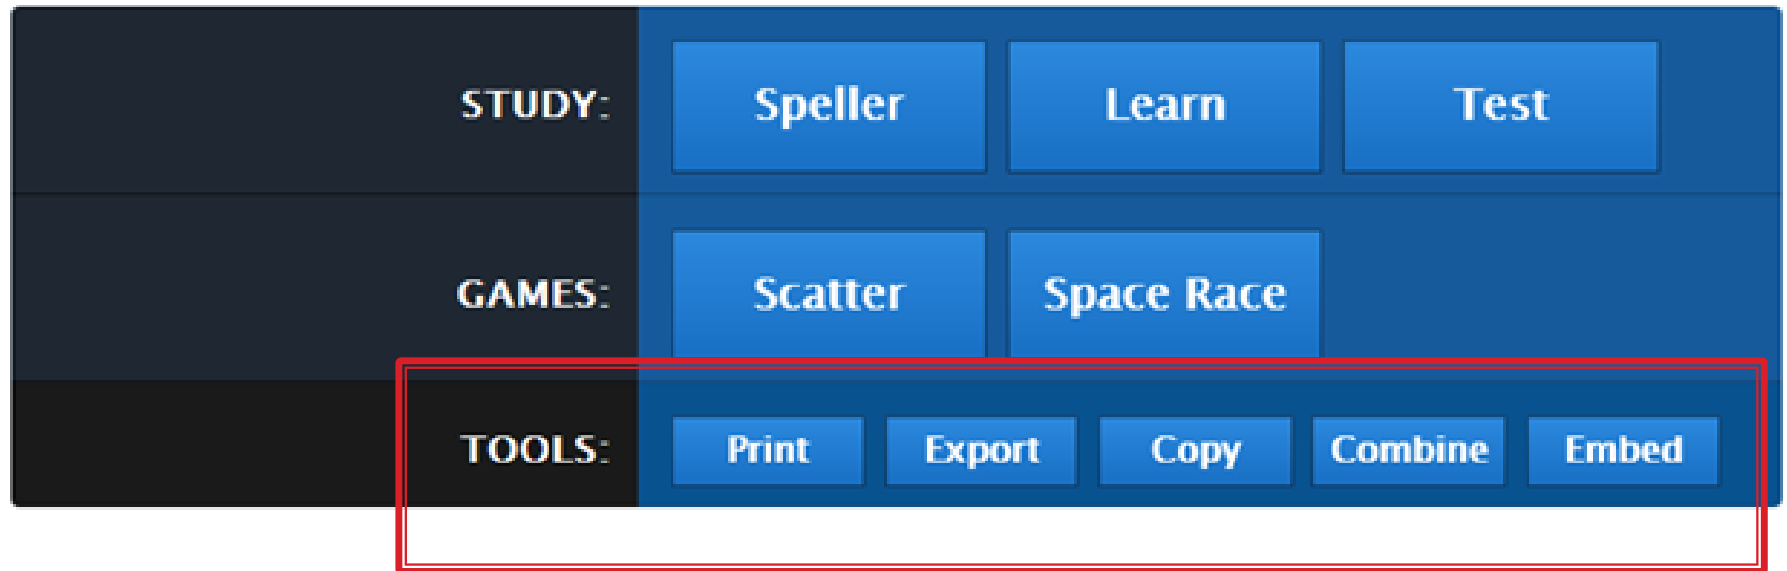 STUDY: Speller Learn Test
GAMES: Scatter Space Race
TOOLS: Print Export Copy Combine Embed